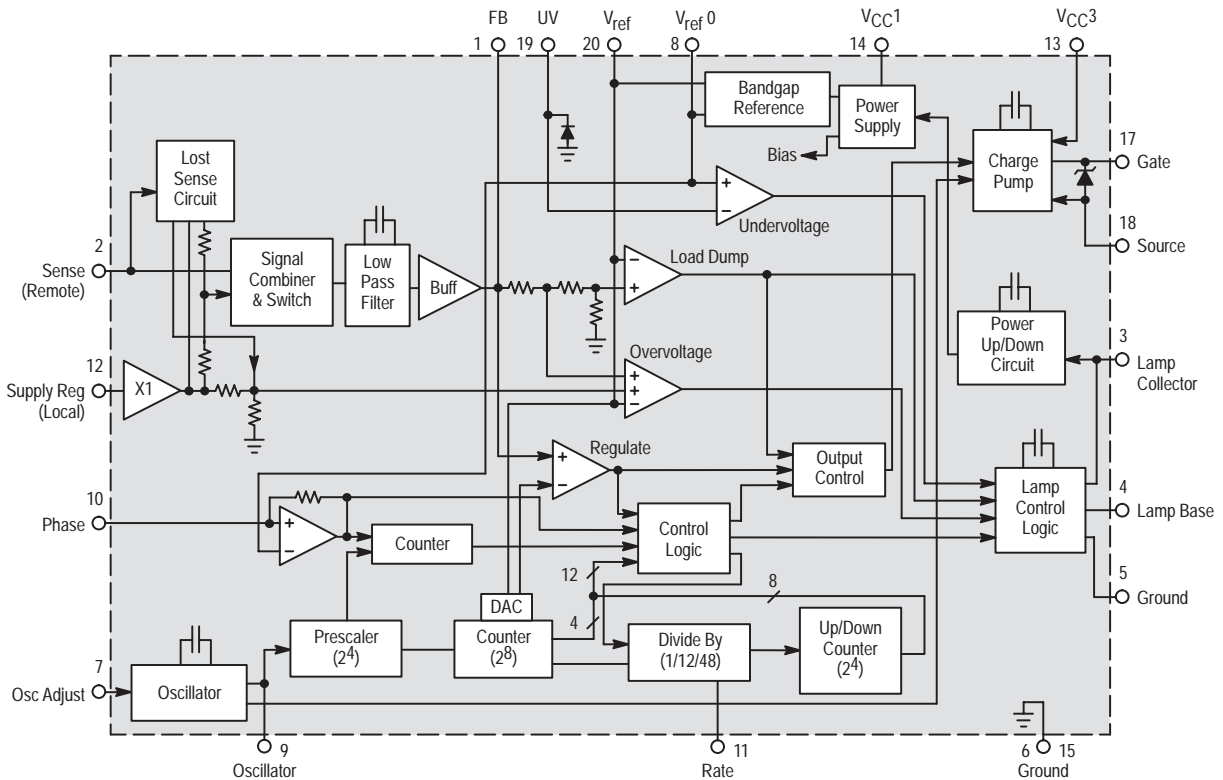 FB UV Vref Vref 0 VCC1 VCC3
1 19 20 8 14 13
Bandgap
Reference
Power
Supply
Bias
Charge
Pump
17
Gate
18
Source
Lost
Sense
Circuit
2
Sense
(Remote)
Signal
Combiner
& Switch
Low
Pass
Filter
Buff
+
−
Undervoltage
−
+
Load Dump
Power
Up/Down
Circuit
3
Lamp
Collector
12
Supply Reg
(Local)
X1
Overvoltage
+
+
−
Regulate
+
−
Output
Control
10
Phase
+
−
Counter
Control
Logic
Lamp
Control
Logic
4
Lamp Base
5
Ground
12
8
4
DAC
Prescaler
(2^4)
Counter
(2^8)
Divide By
(1/12/48)
Up/Down
Counter
(2^4)
7
Osc Adjust
Oscillator
9
Oscillator
11
Rate
6 15
Ground